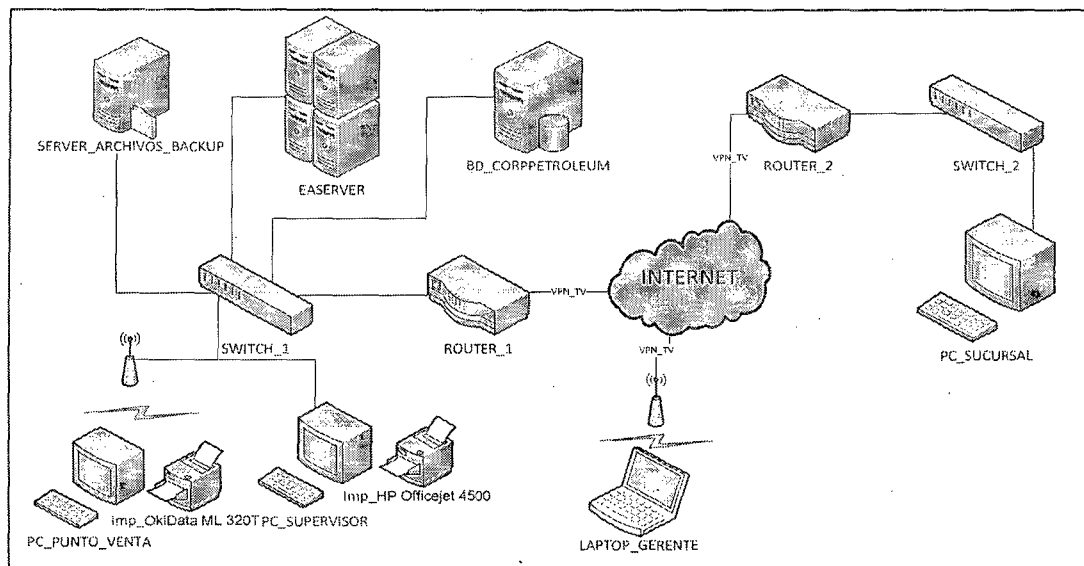 SERVER_ARCHIVOS_BACKUP
EASERVER
BD_CORPPETROLEUM
VPN_TV
ROUTER_2
SWITCH_2
INTERNET
VPN_TV
SWITCH_1
ROUTER_1
VPN_TV
PC_SUCURSAL
Imp_HP Officejet 4500
Imp_OkiData ML 320T
PC_SUPERVISOR
PC_PUNTO_VENTA
LAPTOP_GERENTE